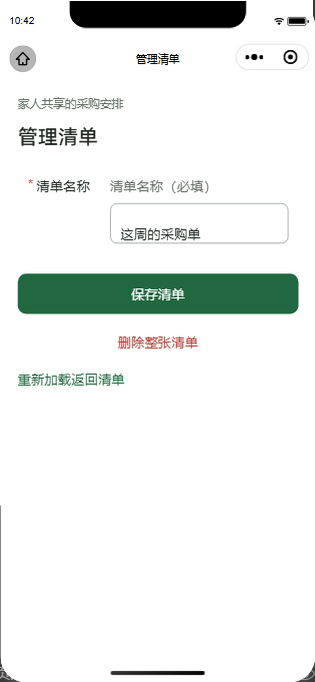 10:42
管理清单
家人共享的采购安排
管理清单
* 清单名称 清单名称（必填）
这周的采购单
保存清单
删除整张清单
重新加载返回清单